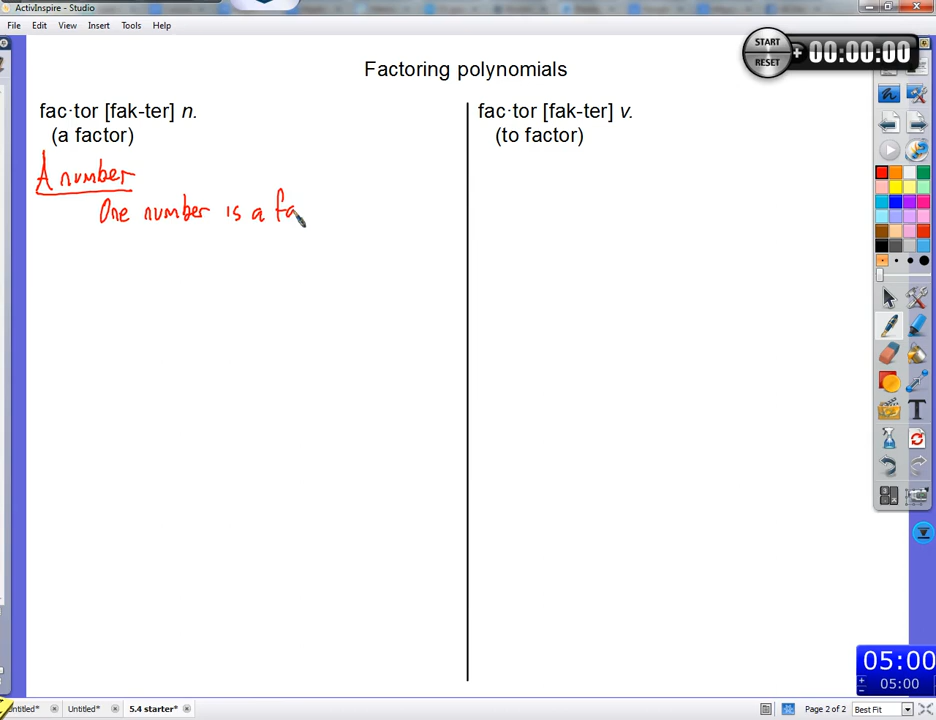 ActivInspire - Studio
File Edit View Insert Tools Help
START
RESET
+ 00:00:00
Factoring polynomials
fac·tor [fak-ter] n.
(a factor)
A number
One number is a fa
fac·tor [fak-ter] v.
(to factor)
T
05:00
05:00
Untitled* Untitled* 5.4 starter* Page 2 of 2 Best Fit